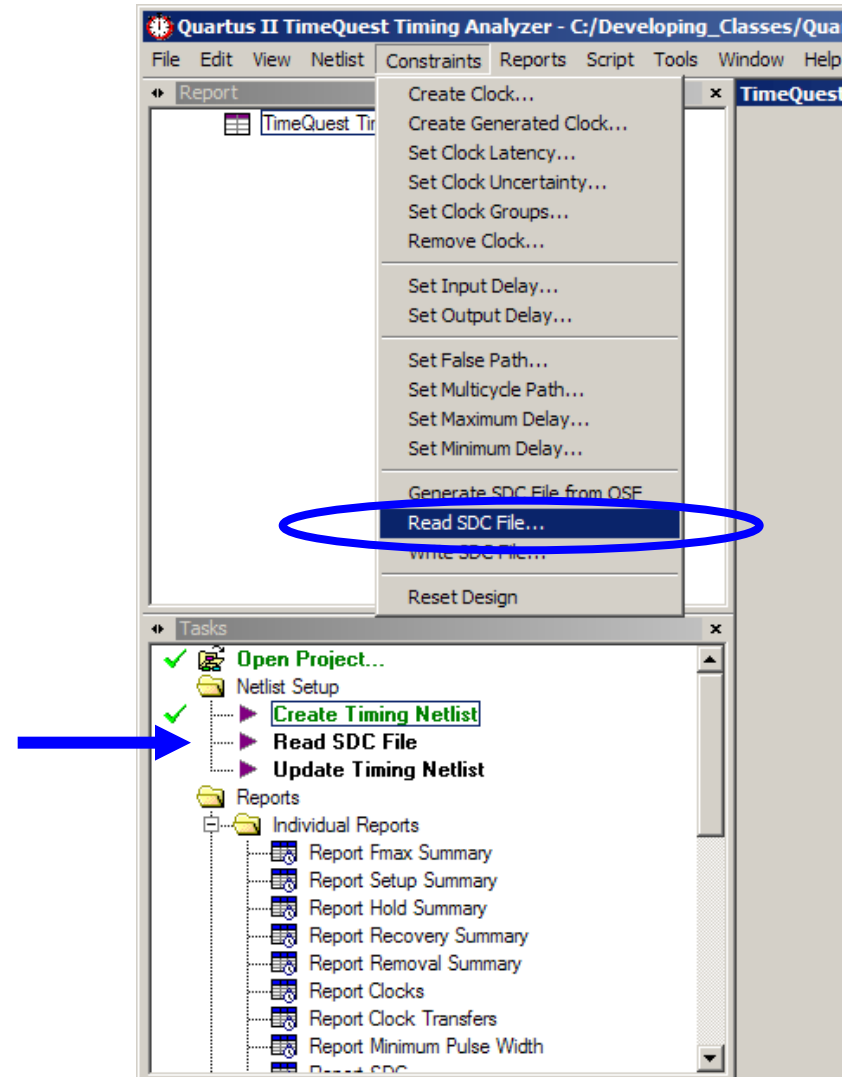 Quartus II TimeQuest Timing Analyzer - C:/Developing_Classes/Qua
File Edit View Netlist Constraints Reports Script Tools Window Help
Report
TimeQuest Ti
TimeQuest
Create Clock...
Create Generated Clock...
Set Clock Latency...
Set Clock Uncertainty...
Set Clock Groups...
Remove Clock...
Set Input Delay...
Set Output Delay...
Set False Path...
Set Multicycle Path...
Set Maximum Delay...
Set Minimum Delay...
Generate SDC File from QSF
Read SDC File...
Write SDC File...
Reset Design
Tasks
Open Project...
Netlist Setup
Create Timing Netlist
Read SDC File
Update Timing Netlist
Reports
Individual Reports
Report Fmax Summary
Report Setup Summary
Report Hold Summary
Report Recovery Summary
Report Removal Summary
Report Clocks
Report Clock Transfers
Report Minimum Pulse Width
Report SDC